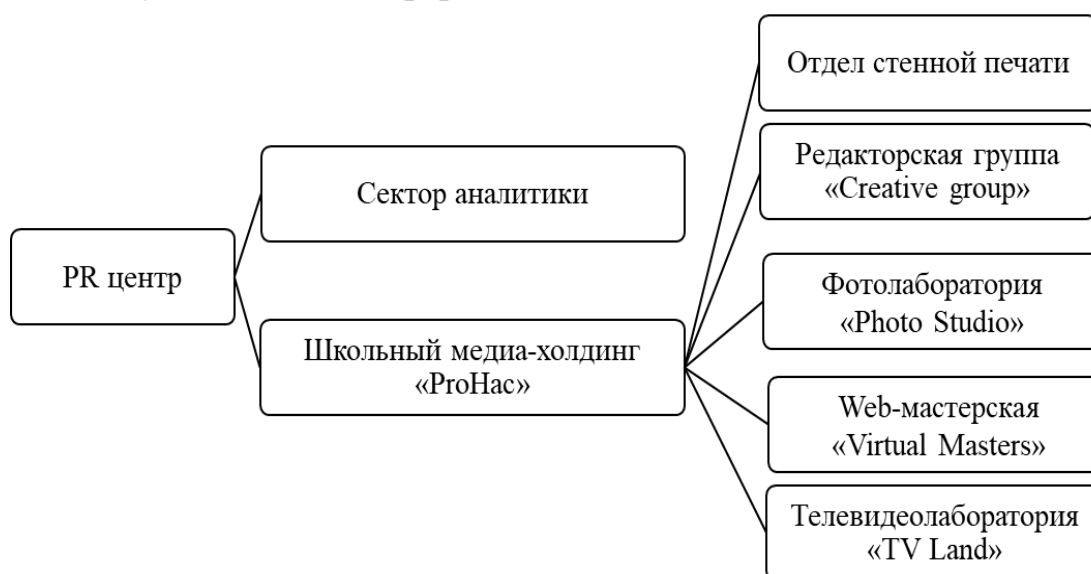 PR центр
Сектор аналитики
Школьный медиа-холдинг
«ProНас»
Отдел стенной печати
Редакторская группа
«Creative group»
Фотолаборатория
«Photo Studio»
Web-мастерская
«Virtual Masters»
Телевидеолаборатория
«TV Land»